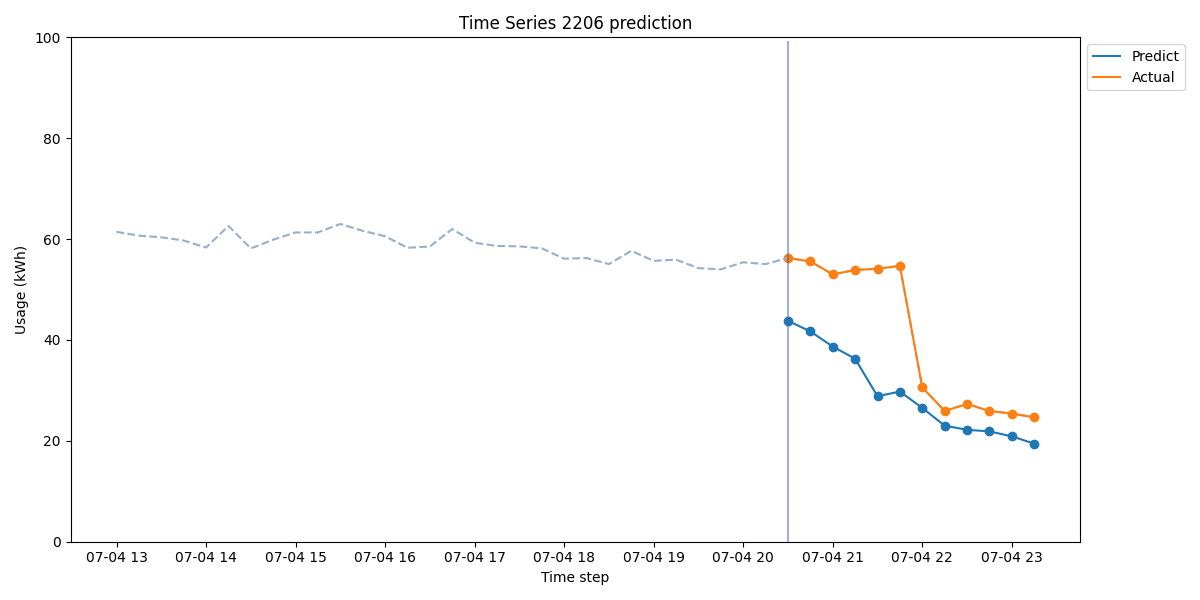 Time Series 2206 prediction
Predict
Actual
Usage (kWh)
100
80
60
40
20
0
07-04 13 07-04 14 07-04 15 07-04 16 07-04 17 07-04 18 07-04 19 07-04 20 07-04 21 07-04 22 07-04 23
Time step